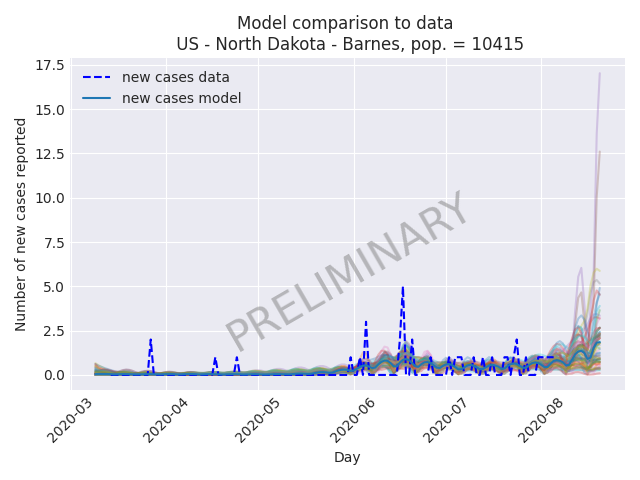 Model comparison to data
US - North Dakota - Barnes, pop. = 10415
new cases data
new cases model
Number of new cases reported
17.5
15.0
12.5
10.0
7.5
5.0
2.5
0.0
PRELIMINARY
2020-03
2020-04
2020-05
2020-06
2020-07
2020-08
Day